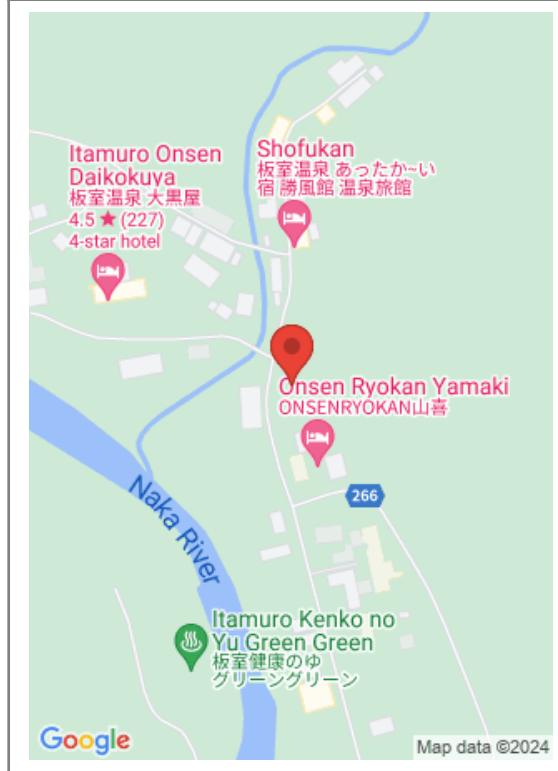 Itamuro Onsen
Daikokuya
板室温泉 大黒屋
4.5 ★ (227)
4-star hotel
Shofukan
板室温泉 あったか~い
宿 勝風館 温泉旅館
Onsen Ryokan Yamaki
ONSENRYOKAN山喜
266
Naka River
Itamuro Kenko no
Yu Green Green
板室健康のゆ
グリーングリーン
Google
Map data ©2024